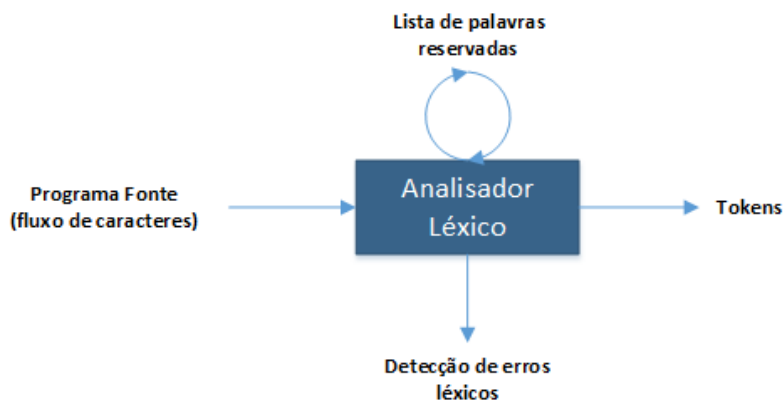 Lista de palavras
reservadas
Programa Fonte
(fluxo de caracteres)
Analisador
Léxico
Tokens
Detecção de erros
léxicos